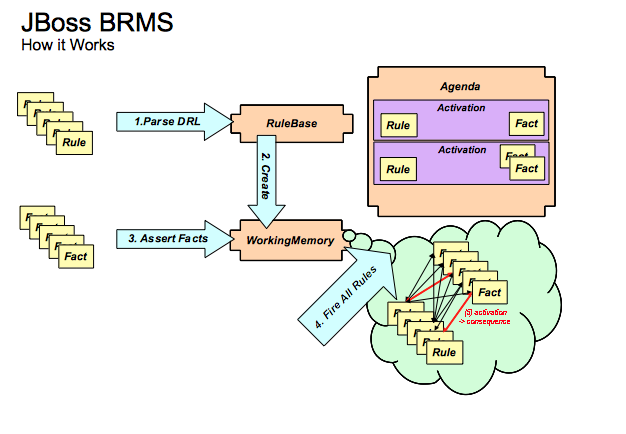 JBoss BRMS
How it Works
1.Parse DRL
RuleBase
Rule
2. Create
3. Assert Facts
WorkingMemory
Fact
4. Fire All Rules
Agenda
Activation
Rule
Fact
Activation
Rule
Fact
Fact
(5) activation
-> consequence
Rule